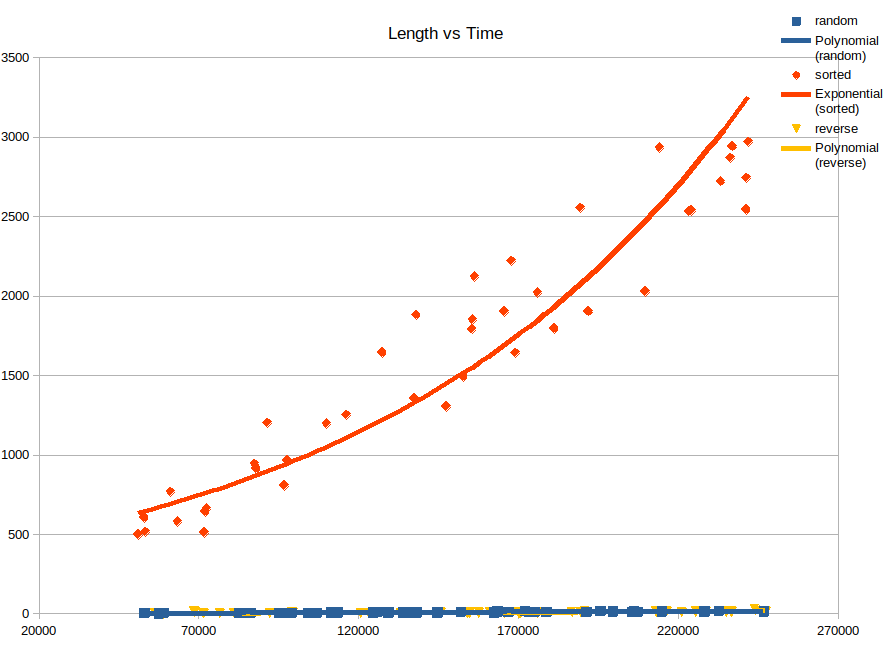 Length vs Time
random
Polynomial
(random)
sorted
Exponential
(sorted)
reverse
Polynomial
(reverse)
3500
3000
2500
2000
1500
1000
500
0
20000 70000 120000 170000 220000 270000